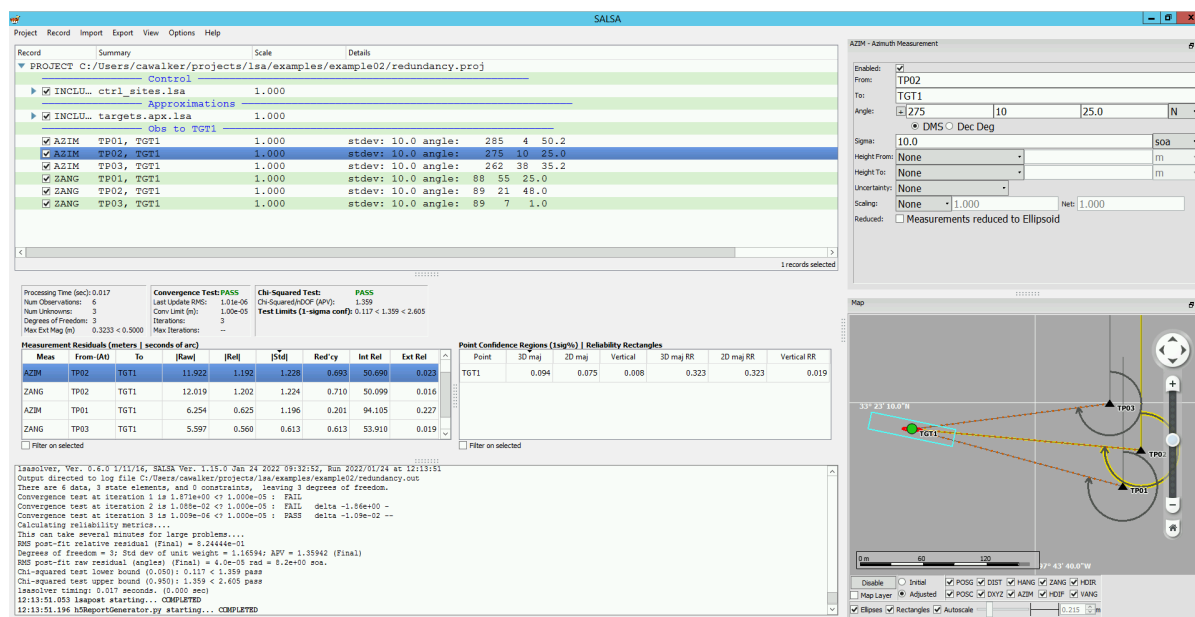 SALSA
Project Record Import Export View Options Help
Record Summary Scale Details
PROJECT C:/Users/cawalker/projects/lsa/examples/example02/redundancy.proj
Control
INCLU... ctrl_sites.lsa 1.000
Approximations
INCLU... targets.apx.lsa 1.000
Obs to TGT1
AZIM TP01, TGT1 1.000 stdev: 10.0 angle: 285 4 50.2
AZIM TP02, TGT1 1.000 stdev: 10.0 angle: 275 10 25.0
AZIM TP03, TGT1 1.000 stdev: 10.0 angle: 262 38 35.2
ZANG TP01, TGT1 1.000 stdev: 10.0 angle: 88 55 25.0
ZANG TP02, TGT1 1.000 stdev: 10.0 angle: 89 21 48.0
ZANG TP03, TGT1 1.000 stdev: 10.0 angle: 89 7 1.0
1 records selected
AZIM - Azimuth Measurement
Enabled:
From: TP02
To: TGT1
Angle: 275 10 25.0 N
DMS Dec Deg
Sigma: 10.0 soa
Height From: None m
Height To: None m
Uncertainty: None
Scaling: None 1.000 Net: 1.000
Reduced: Measurements reduced to Ellipsoid
Processing Time (sec): 0.017
Num Observations: 6
Num Unknowns: 3
Degrees of Freedom: 3
Max Ext Mag (m) 0.3233 < 0.5000
Convergence Test: PASS
Last Update RMS: 1.01e-06
Conv Limit (m): 1.00e-05
Iterations: 3
Max Iterations: --
Chi-Squared Test: PASS
Chi-Squared/nDOF (APV): 1.359
Test Limits (1-sigma conf): 0.117 < 1.359 < 2.605
Measurement Residuals (meters | seconds of arc)
Meas From-(At) To |Raw| |Rel| |Std| Red'cy Int Rel Ext Rel
AZIM TP02 TGT1 11.922 1.192 1.228 0.693 50.690 0.023
ZANG TP02 TGT1 12.019 1.202 1.224 0.710 50.099 0.016
AZIM TP01 TGT1 6.254 0.625 1.196 0.201 94.105 0.227
ZANG TP03 TGT1 5.597 0.560 0.613 0.613 53.910 0.019
Filter on selected
Point Confidence Regions (1sig%) | Reliability Rectangles
Point 3D maj 2D maj Vertical 3D maj RR 2D maj RR Vertical RR
TGT1 0.094 0.075 0.008 0.323 0.323 0.019
Filter on selected
Map
33° 23' 10.0"N
TGT1
TP03
TP02
TP01
0 m 60 120
07° 43' 40.0"W
Disable Initial POSG DIST HANG ZANG HDIR
Map Layer Adjusted POSC DXYZ AZIM HDIF VANG
Ellipses Rectangles Autoscale 0.215 m
lsasolver, Ver. 0.6.0 1/11/16, SALSA Ver. 1.15.0 Jan 24 2022 09:32:52, Run 2022/01/24 at 12:13:51
Output directed to log file C:/Users/cawalker/projects/lsa/examples/example02/redundancy.out
There are 6 data, 3 state elements, and 0 constraints, leaving 3 degrees of freedom.
Convergence test at iteration 1 is 1.871e+00 <? 1.000e-05 : FAIL
Convergence test at iteration 2 is 1.088e-02 <? 1.000e-05 : FAIL delta -1.86e+00 -
Convergence test at iteration 3 is 1.009e-06 <? 1.000e-05 : PASS delta -1.09e-02 --
Calculating reliability metrics....
This can take several minutes for large problems....
RMS post-fit relative residual (Final) = 8.24444e-01
Degrees of freedom = 3; Std dev of unit weight = 1.16594; APV = 1.35942 (Final)
RMS post-fit raw residual (angles) (Final) = 4.0e-05 rad = 8.2e+00 soa.
Chi-squared test lower bound (0.050): 0.117 < 1.359 pass
Chi-squared test upper bound (0.950): 1.359 < 2.605 pass
lsasolver timing: 0.017 seconds. (0.000 sec)
12:13:51.053 lsapost starting... COMPLETED
12:13:51.196 h5ReportGenerator.py starting... COMPLETED